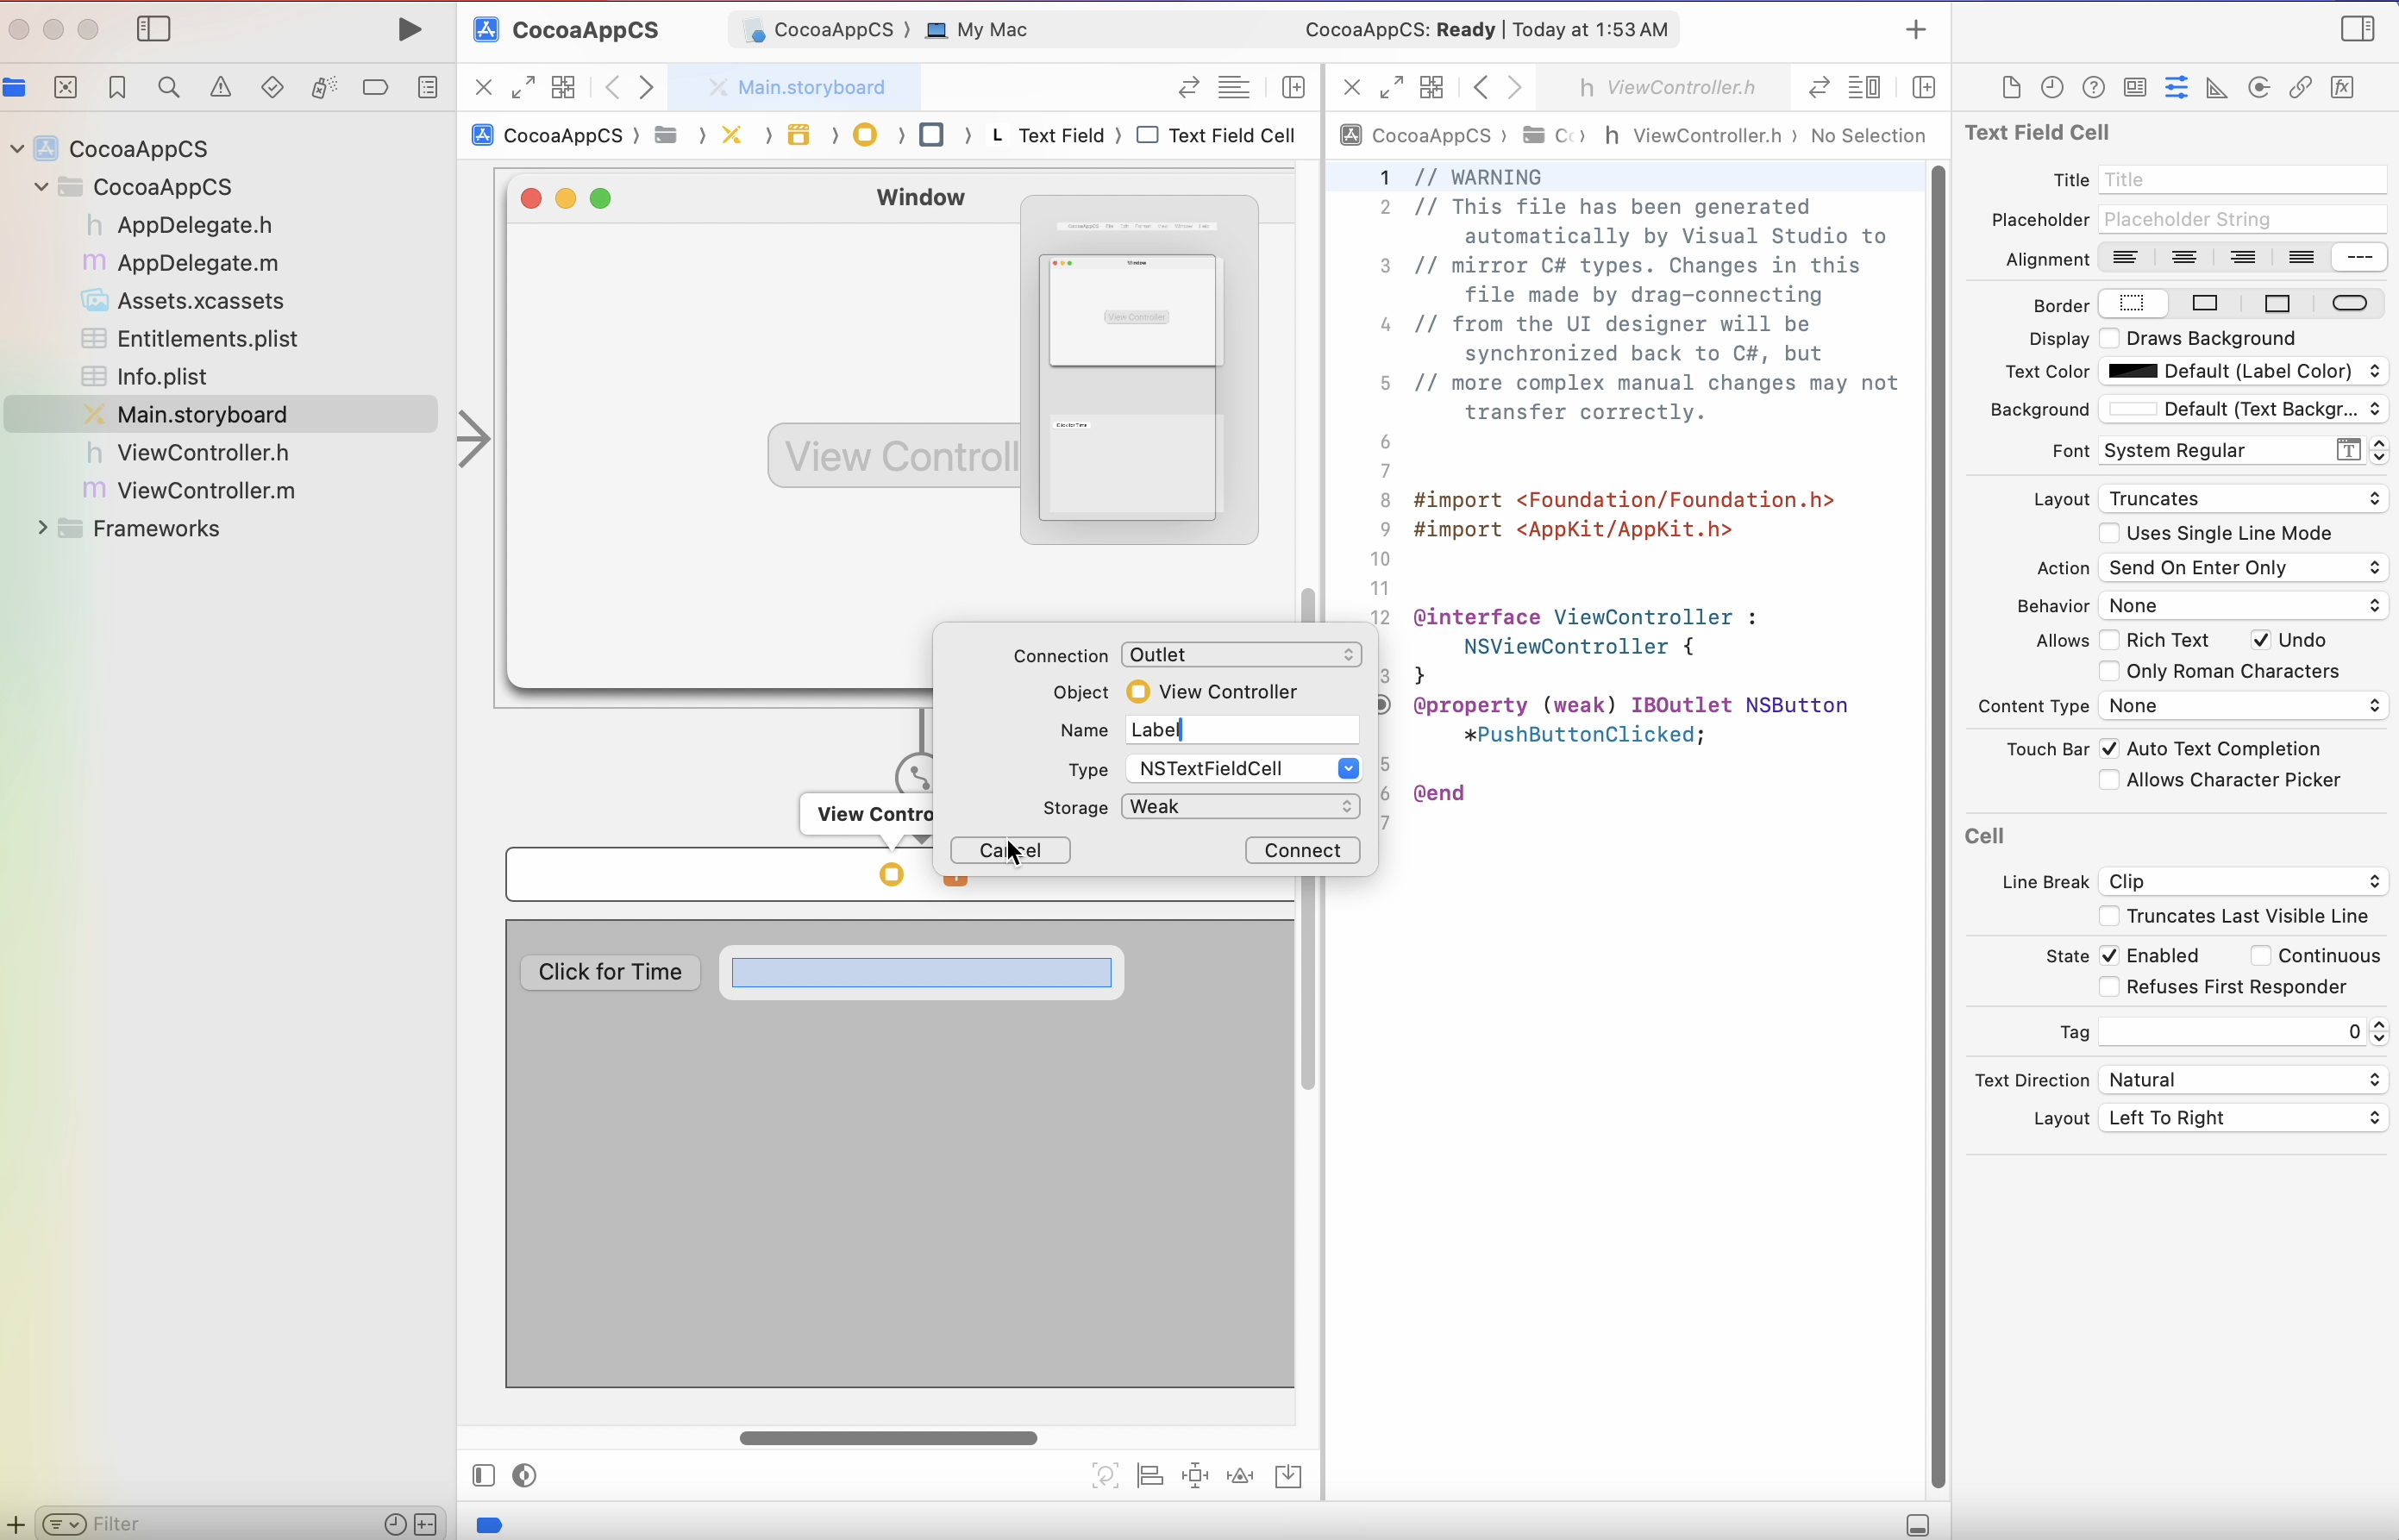 CocoaAppCS
CocoaAppCS 〉 My Mac
CocoaAppCS: Ready | Today at 1:53 AM
Main.storyboard
h ViewController.h
CocoaAppCS 〉 〉 〉 〉 〉 〉 L Text Field 〉 Text Field Cell
CocoaAppCS 〉 〉 h ViewController.h 〉 No Selection
CocoaAppCS
CocoaAppCS
h AppDelegate.h
m AppDelegate.m
Assets.xcassets
Entitlements.plist
Info.plist
Main.storyboard
h ViewController.h
m ViewController.m
Frameworks
Filter
Window
View Controll
Window
View Controller
Click for Time
View Contro
Click for Time
Connection Outlet
Object View Controller
Name Label
Type NSTextFieldCell
Storage Weak
Cancel
Connect
1 // WARNING
2 // This file has been generated
automatically by Visual Studio to
3 // mirror C# types. Changes in this
file made by drag-connecting
4 // from the UI designer will be
synchronized back to C#, but
5 // more complex manual changes may not
transfer correctly.
6
7
8 #import <Foundation/Foundation.h>
9 #import <AppKit/AppKit.h>
10
11
12 @interface ViewController :
NSViewController {
3 }
@property (weak) IBOutlet NSButton
*PushButtonClicked;
5
6 @end
7
Text Field Cell
Title Title
Placeholder Placeholder String
Alignment
Border
Display Draws Background
Text Color Default (Label Color)
Background Default (Text Backgr...
Font System Regular T
Layout Truncates
Uses Single Line Mode
Action Send On Enter Only
Behavior None
Allows Rich Text Undo
Only Roman Characters
Content Type None
Touch Bar Auto Text Completion
Allows Character Picker
Cell
Line Break Clip
Truncates Last Visible Line
State Enabled Continuous
Refuses First Responder
Tag 0
Text Direction Natural
Layout Left To Right